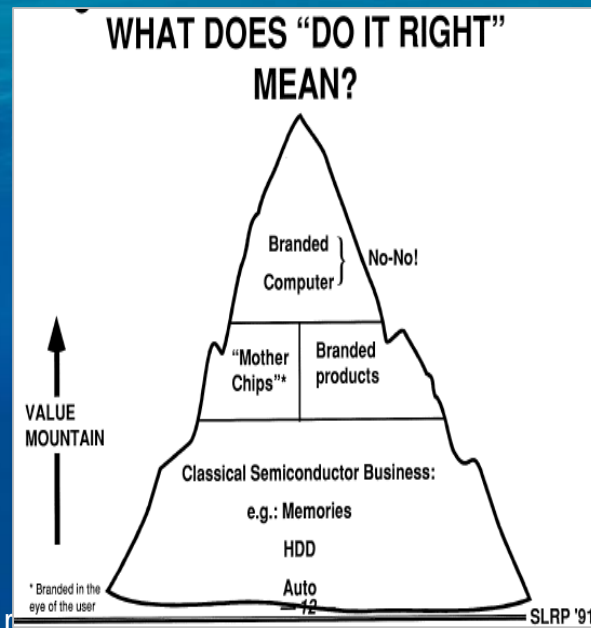 WHAT DOES “DO IT RIGHT”
MEAN?
Branded
Computer
No-No!
“Mother
Chips”*
Branded
products
VALUE
MOUNTAIN
Classical Semiconductor Business:
e.g.: Memories
HDD
Auto
* Branded in the
eye of the user
12
SLRP '91